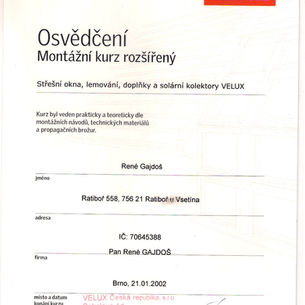 Osvědčení
Montážní kurz rozšířený
Střešní okna, lemování, doplňky a solární kolektory VELUX
Kurz byl veden prakticky a teoreticky dle
montážních návodů, technických materiálů
a propagačních brožur.
René Gajdoš
jméno
Ratiboř 558, 756 21 Ratiboř u Vsetína
adresa
IČ: 70645388
Pan René GAJDOŠ
firma
Brno, 21.01.2002
místo a datum
konání kurzu
VELUX Česká republika, s.r.o.